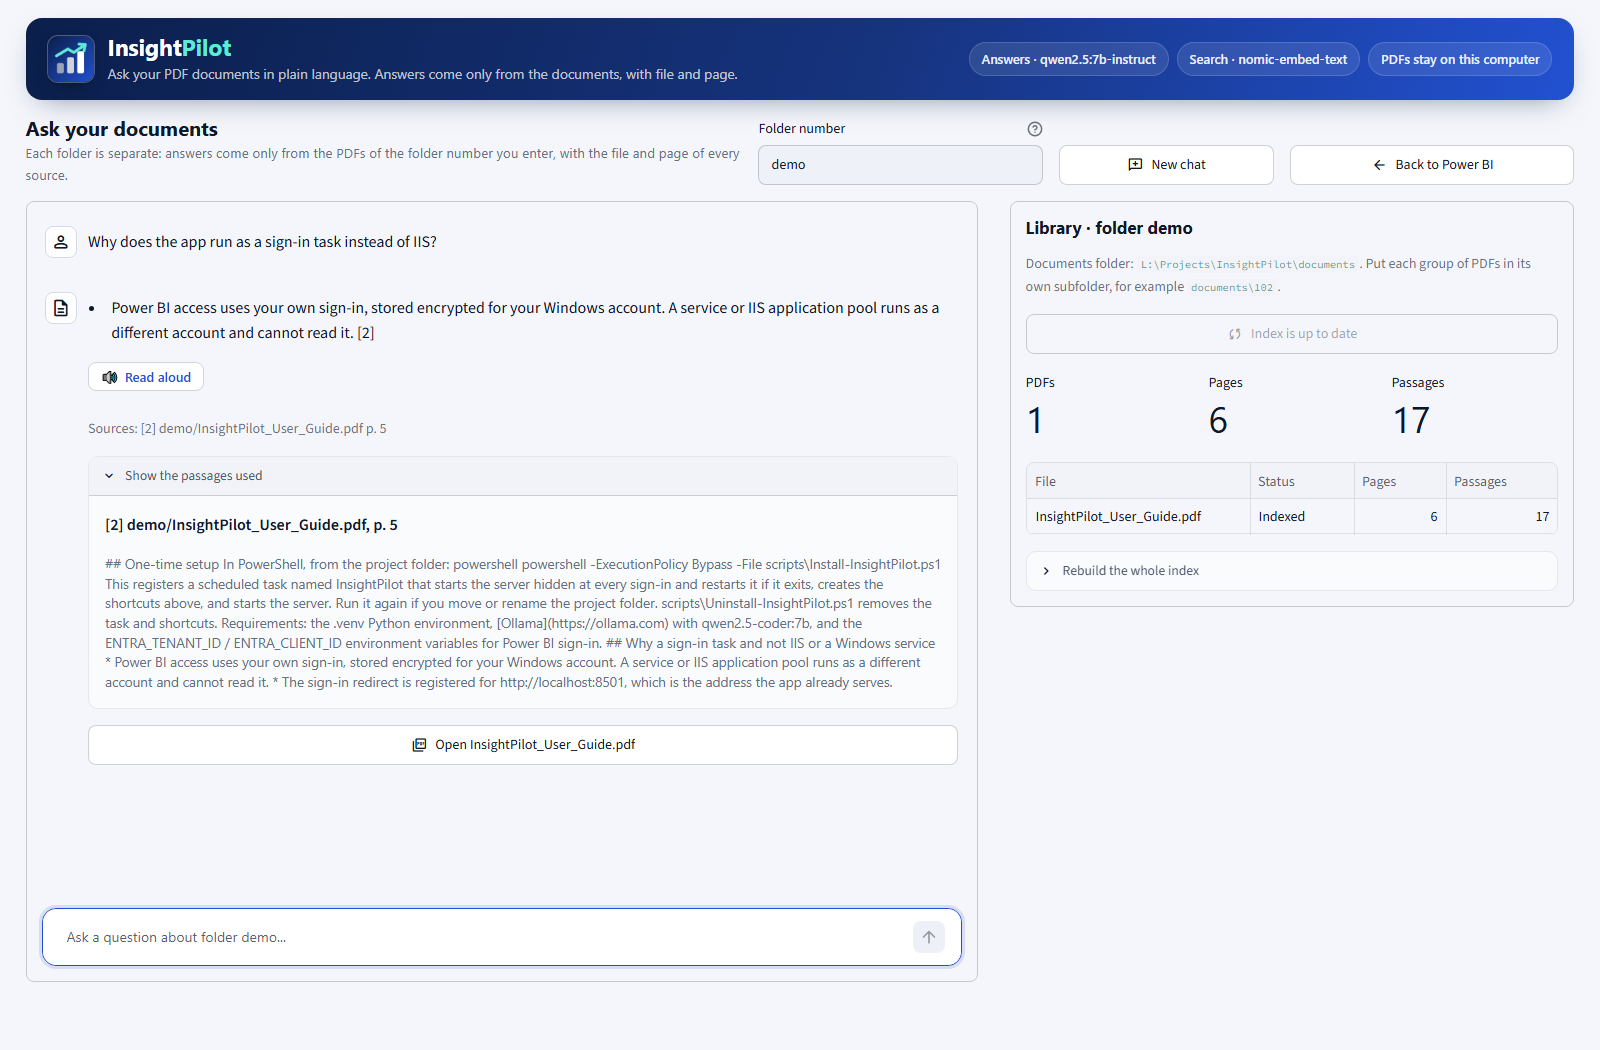 InsightPilot
Ask your PDF documents in plain language. Answers come only from the documents, with file and page.
Answers · qwen2.5:7b-instruct
Search · nomic-embed-text
PDFs stay on this computer
Ask your documents
Each folder is separate: answers come only from the PDFs of the folder number you enter, with the file and page of every
source.
Folder number
demo
New chat
Back to Power BI
Why does the app run as a sign-in task instead of IIS?
• Power BI access uses your own sign-in, stored encrypted for your Windows account. A service or IIS application pool runs as a
different account and cannot read it. [2]
Read aloud
Sources: [2] demo/InsightPilot_User_Guide.pdf p. 5
Show the passages used
[2] demo/InsightPilot_User_Guide.pdf, p. 5
## One-time setup In PowerShell, from the project folder: powershell powershell -ExecutionPolicy Bypass -File scripts\Install-InsightPilot.ps1
This registers a scheduled task named InsightPilot that starts the server hidden at every sign-in and restarts it if it exits, creates the
shortcuts above, and starts the server. Run it again if you move or rename the project folder. scripts\Uninstall-InsightPilot.ps1 removes the
task and shortcuts. Requirements: the .venv Python environment, [Ollama](https://ollama.com) with qwen2.5-coder:7b, and the
ENTRA_TENANT_ID / ENTRA_CLIENT_ID environment variables for Power BI sign-in. ## Why a sign-in task and not IIS or a Windows service
* Power BI access uses your own sign-in, stored encrypted for your Windows account. A service or IIS application pool runs as a different
account and cannot read it. * The sign-in redirect is registered for http://localhost:8501, which is the address the app already serves.
Open InsightPilot_User_Guide.pdf
Ask a question about folder demo...
Library · folder demo
Documents folder: L:\Projects\InsightPilot\documents . Put each group of PDFs in its
own subfolder, for example documents\102 .
Index is up to date
PDFs Pages Passages
1 6 17
File Status Pages Passages
InsightPilot_User_Guide.pdf Indexed 6 17
Rebuild the whole index